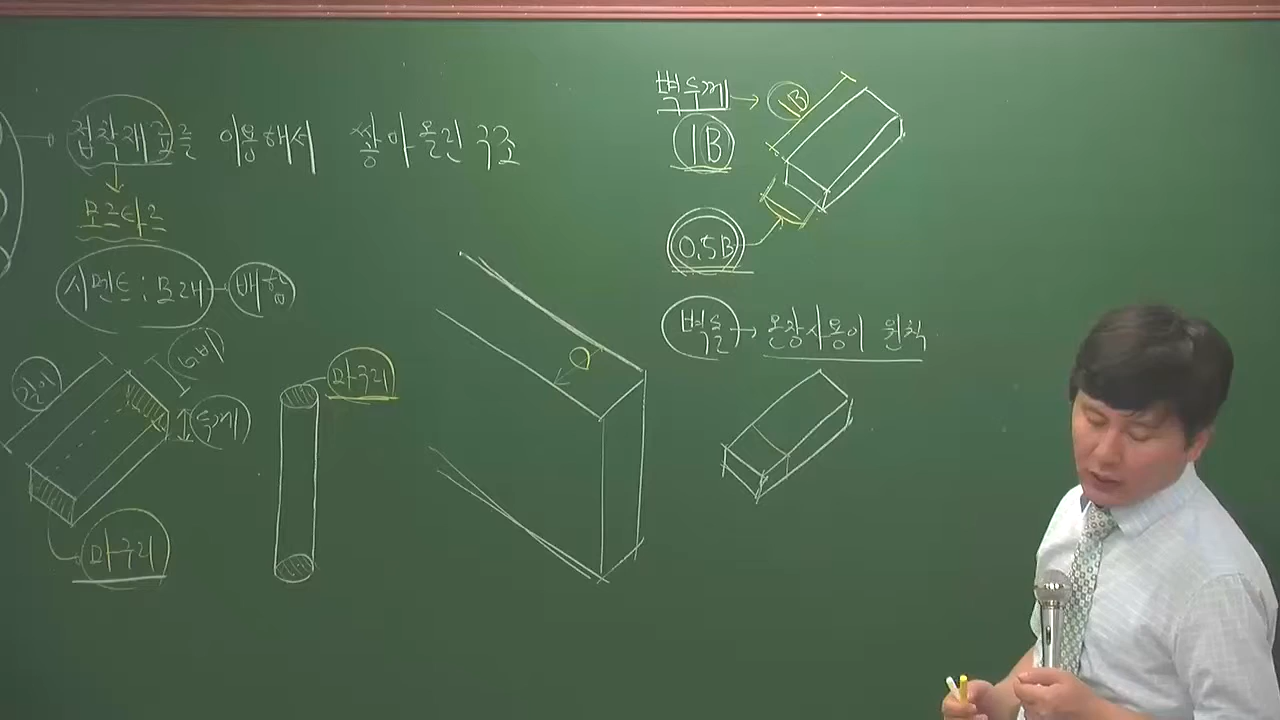 접착재료를 이용해서 쌓아올린 구조
모르타르
시멘트:모래 배합
길이
너비
두께
마구리
마구리
a
벽두께 → 1B
1B
0.5B
벽돌 → 온장사용이 원칙